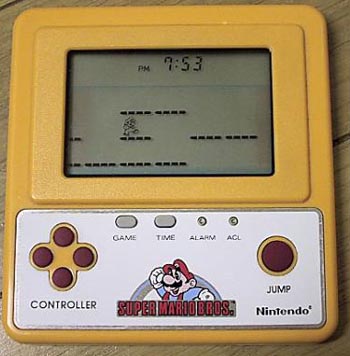 PM 7:53
GAME TIME ALARM ACL
CONTROLLER
SUPER MARIO BROS.
JUMP
Nintendo®